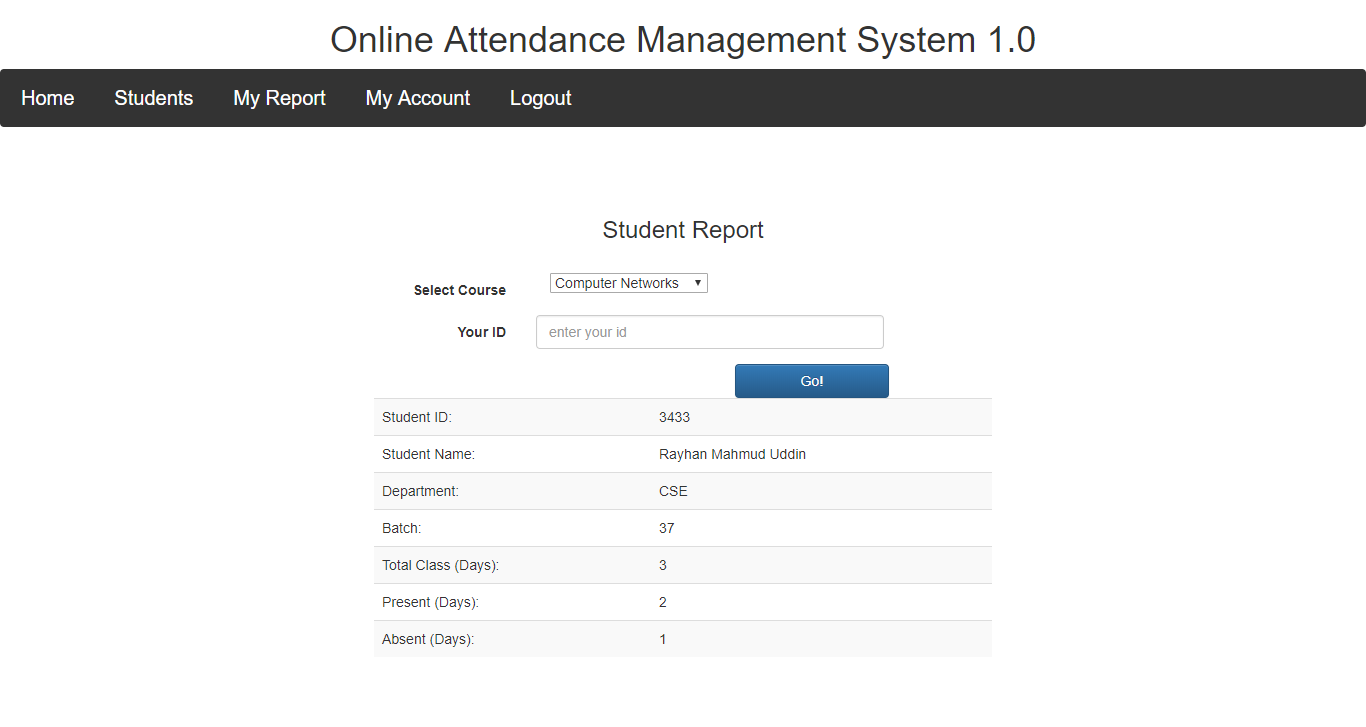 Online Attendance Management System 1.0
Home Students My Report My Account Logout
Student Report
Select Course Computer Networks
Your ID enter your id
Go!
Student ID: 3433
Student Name: Rayhan Mahmud Uddin
Department: CSE
Batch: 37
Total Class (Days): 3
Present (Days): 2
Absent (Days): 1